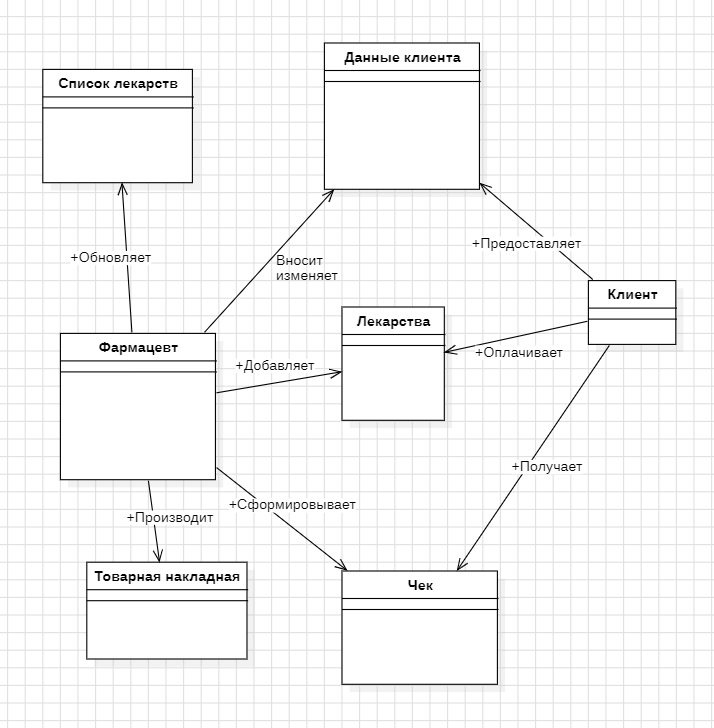 Данные клиента
Список лекарств
+Предоставляет
+Обновляет
Вносит
изменяет
Клиент
Лекарства
Фармацевт
+Оплачивает
+Добавляет
+Получает
+Сформировывает
+Производит
Товарная накладная
Чек